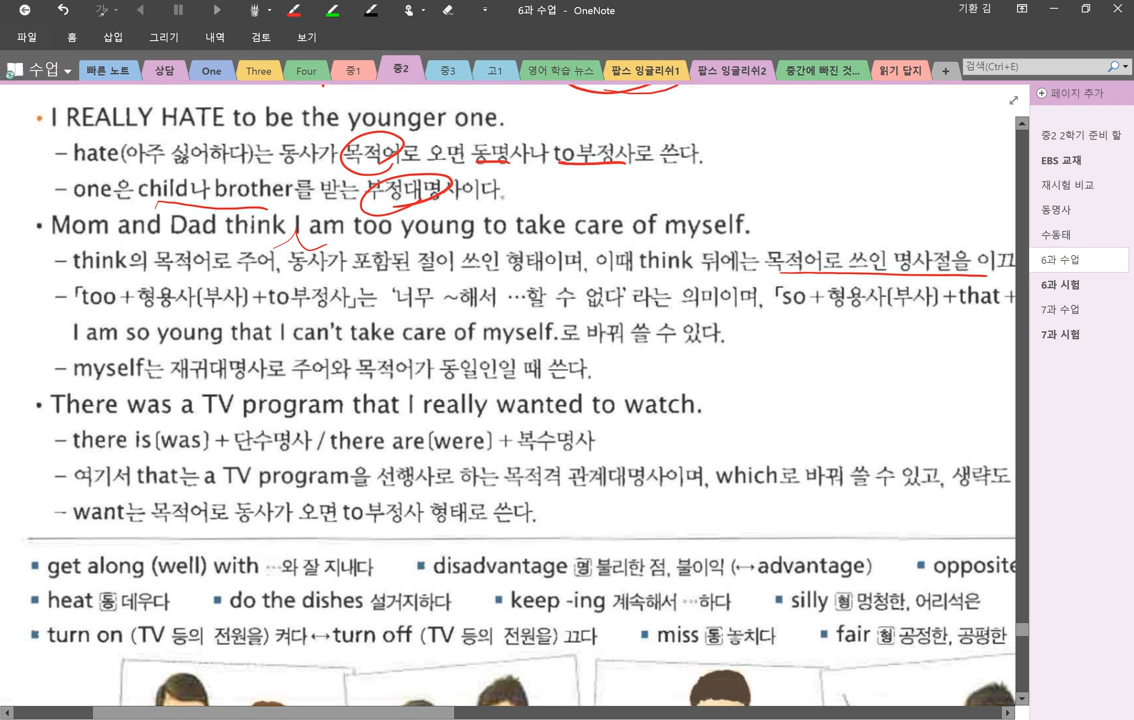 6과 수업 - OneNote
기환 김
파일 홈 삽입 그리기 내역 검토 보기
수업 빠른 노트 상담 One Three Four 중1 중2 중3 고1 영어 학습 뉴스 팝스 잉글리쉬1 팝스 잉글리쉬2 중간에 빠진 것... 읽기 답지 + 검색(Ctrl+E)
페이지 추가
중2 2학기 준비 할
EBS 교재
재시험 비교
동명사
수동태
6과 수업
6과 시험
7과 수업
7과 시험
• I REALLY HATE to be the younger one.
– hate(아주 싫어하다)는 동사가 목적어로 오면 동명사나 to부정사로 쓴다.
– one은 child나 brother를 받는 부정대명사이다.
• Mom and Dad think I am too young to take care of myself.
– think의 목적어로 주어, 동사가 포함된 절이 쓰인 형태이며, 이때 think 뒤에는 목적어로 쓰인 명사절을 이끄
– 「too+형용사(부사)+to부정사」는 ‘너무 ~해서 …할 수 없다’라는 의미이며, 「so+형용사(부사)+that+
I am so young that I can’t take care of myself.로 바꿔 쓸 수 있다.
– myself는 재귀대명사로 주어와 목적어가 동일인일 때 쓴다.
• There was a TV program that I really wanted to watch.
– there is(was) + 단수명사 / there are(were) + 복수명사
– 여기서 that는 a TV program을 선행사로 하는 목적격 관계대명사이며, which로 바꿔 쓸 수 있고, 생략도
– want는 목적어로 동사가 오면 to부정사 형태로 쓴다.
■ get along (well) with …와 잘 지내다 ■ disadvantage 명 불리한 점, 불이익 (↔advantage) ■ opposite
■ heat 동 데우다 ■ do the dishes 설거지하다 ■ keep -ing 계속해서 …하다 ■ silly 형 멍청한, 어리석은
■ turn on (TV 등의 전원을) 켜다↔turn off (TV 등의 전원을) 끄다 ■ miss 동 놓치다 ■ fair 형 공정한, 공평한